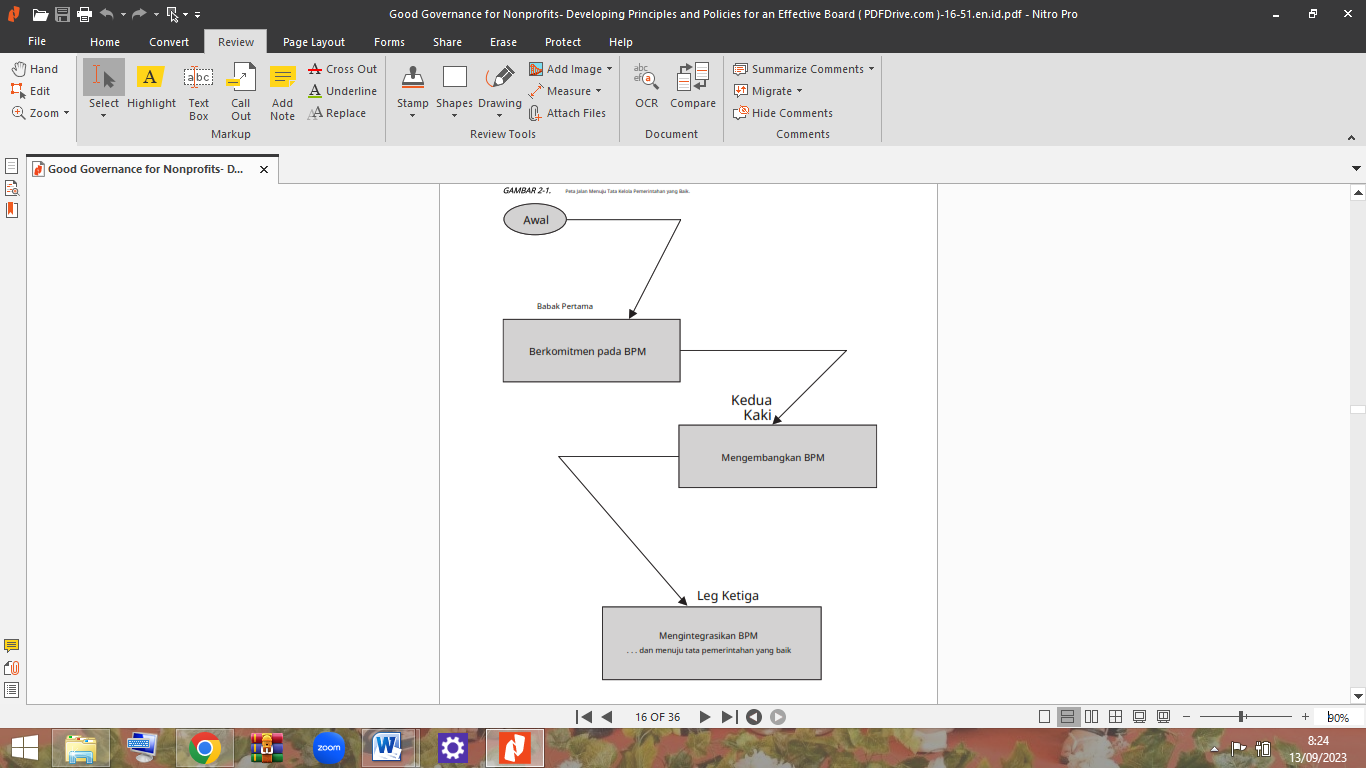 Good Governance for Nonprofits- Developing Principles and Policies for an Effective Board ( PDFDrive.com )-16-51.en.id.pdf - Nitro Pro
File Home Convert Review Page Layout Forms Share Erase Protect Help
Hand
Edit
Zoom
Select
Highlight
Text Box
Call Out
Add Note
Cross Out
Underline
Replace
Markup
Stamp
Shapes
Drawing
Add Image
Measure
Attach Files
Review Tools
OCR
Compare
Document
Summarize Comments
Migrate
Hide Comments
Comments
Good Governance for Nonprofits- D...
GAMBAR 2-1. Peta Jalan Menuju Tata Kelola Pemerintahan yang Baik.
Awal
Babak Pertama
Berkomitmen pada BPM
Kedua
Kaki
Mengembangkan BPM
Leg Ketiga
Mengintegrasikan BPM
. . . dan menuju tata pemerintahan yang baik
16 OF 36
90%
zoom
8:24
13/09/2023